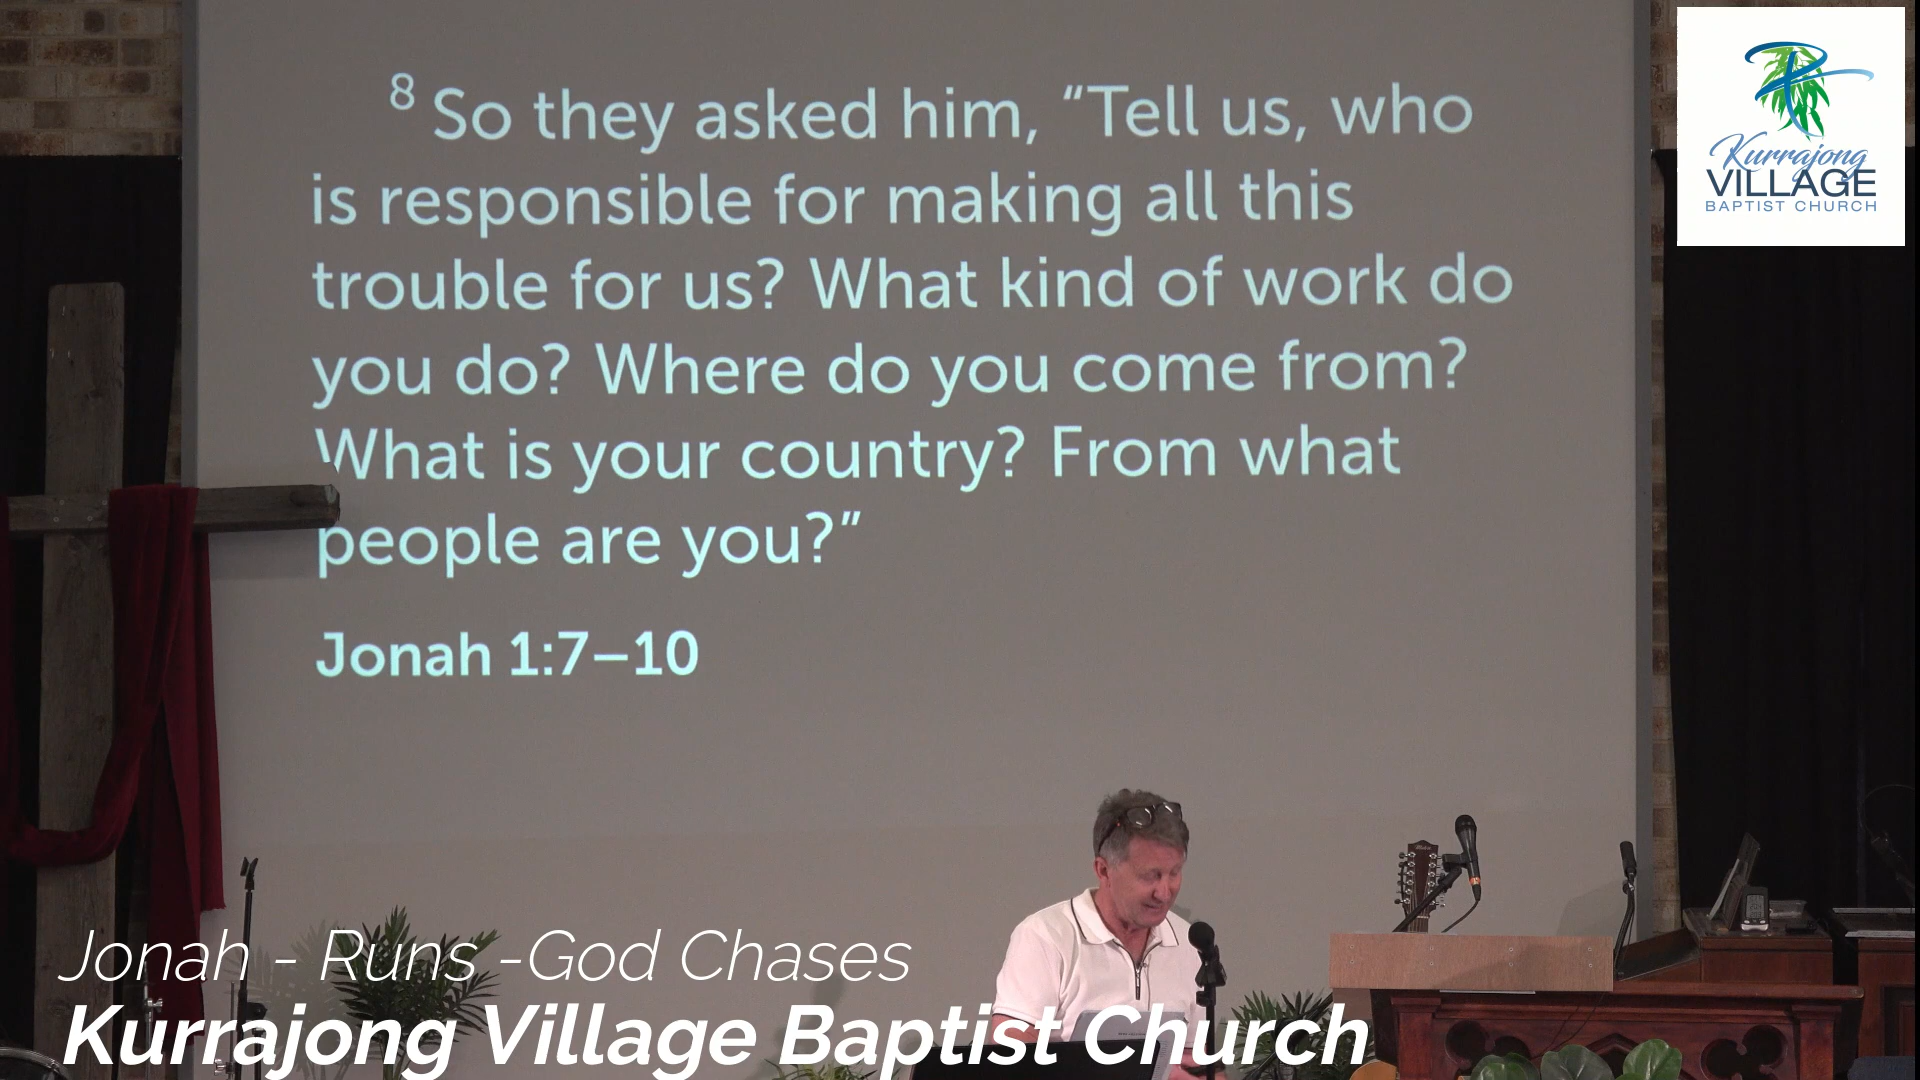 8 So they asked him, “Tell us, who
is responsible for making all this
trouble for us? What kind of work do
you do? Where do you come from?
What is your country? From what
people are you?”
Jonah 1:7–10
Kurrajong
VILLAGE
BAPTIST CHURCH
Jonah - Runs -God Chases
Kurrajong Village Baptist Church